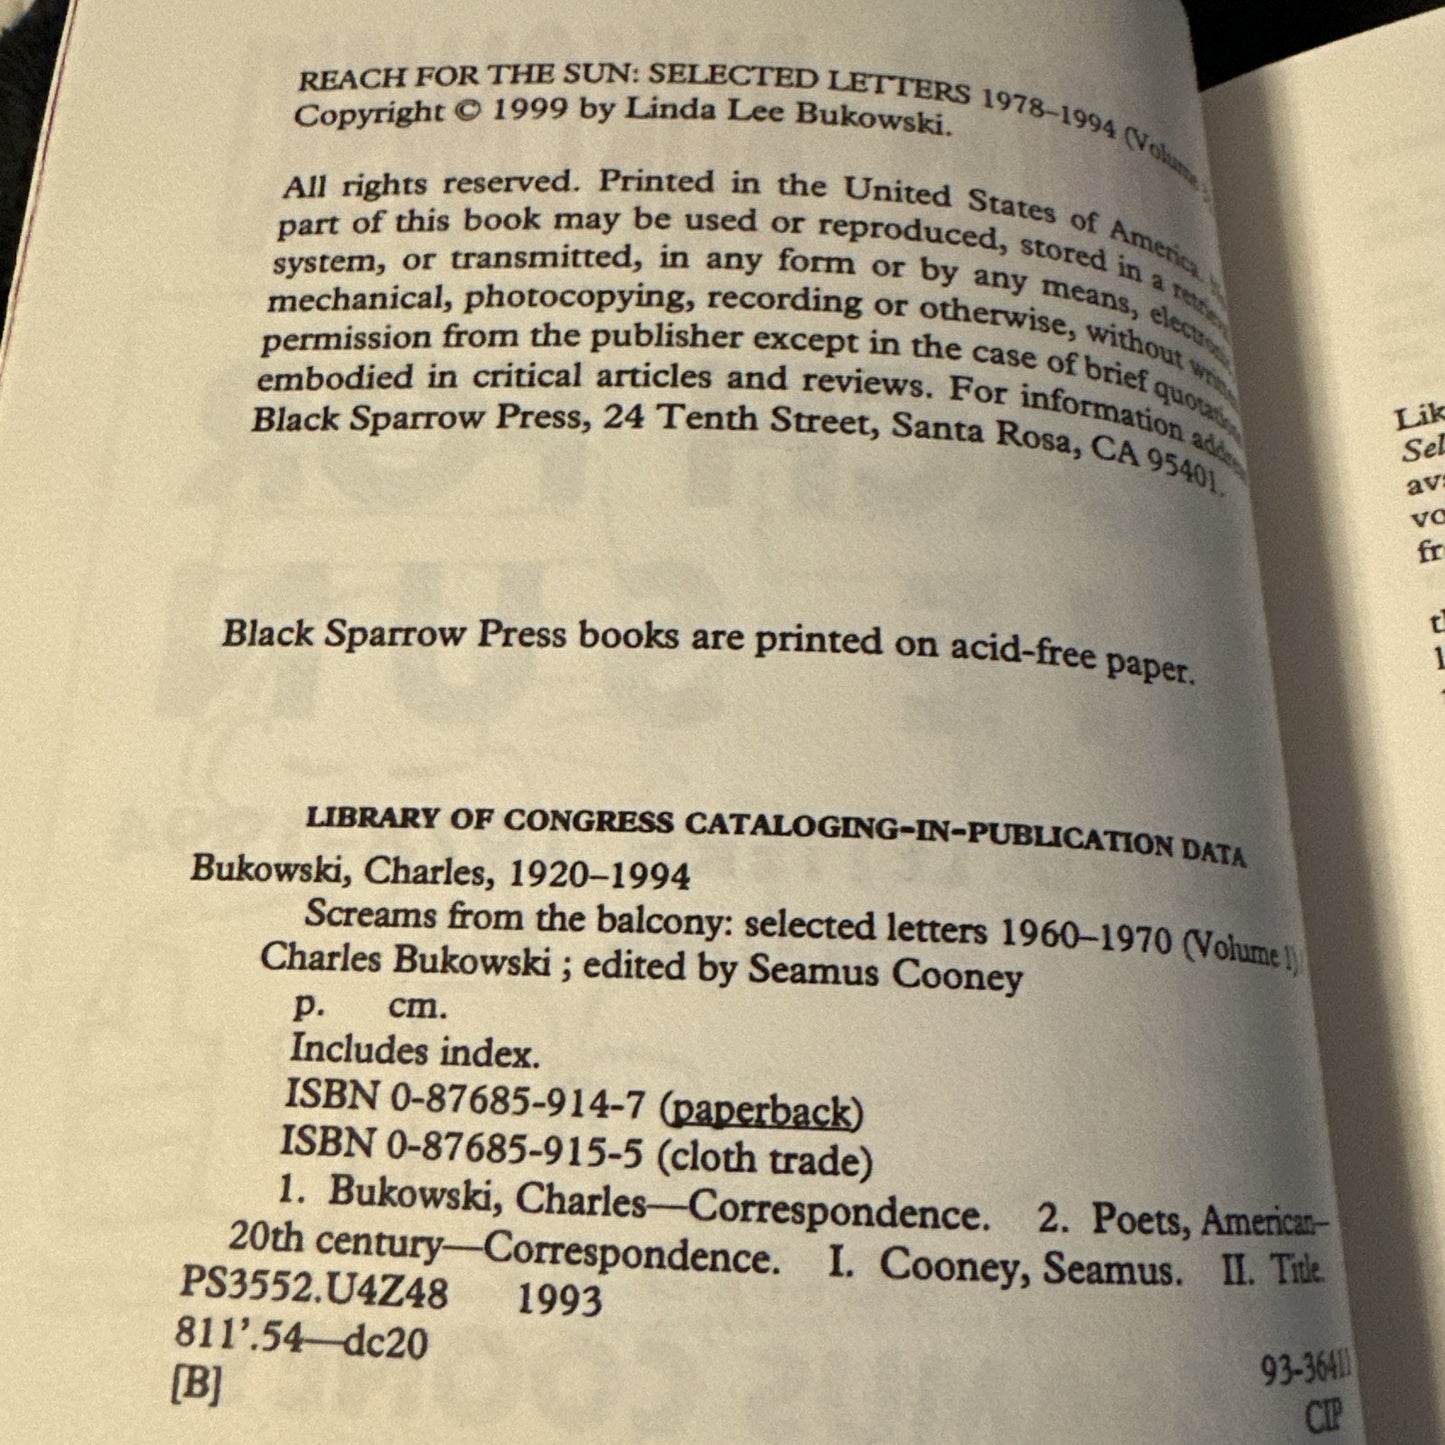 REACH FOR THE SUN: SELECTED LETTERS 1978–1994 (Volume
Copyright © 1999 by Linda Lee Bukowski.
All rights reserved. Printed in the United States of America.
part of this book may be used or reproduced, stored in a
system, or transmitted, in any form or by any means,
mechanical, photocopying, recording or otherwise, without
permission from the publisher except in the case of brief
embodied in critical articles and reviews. For information
Black Sparrow Press, 24 Tenth Street, Santa Rosa, CA 95401.
Black Sparrow Press books are printed on acid-free paper.
LIBRARY OF CONGRESS CATALOGING-IN-PUBLICATION DATA
Bukowski, Charles, 1920–1994
Screams from the balcony: selected letters 1960–1970 (Volume 1)
Charles Bukowski ; edited by Seamus Cooney
p. cm.
Includes index.
ISBN 0-87685-914-7 (paperback)
ISBN 0-87685-915-5 (cloth trade)
1. Bukowski, Charles—Correspondence. 2. Poets, American–
20th century—Correspondence. I. Cooney, Seamus. II. Title.
PS3552.U4Z48 1993
811'.54—dc20
[B]
CIP